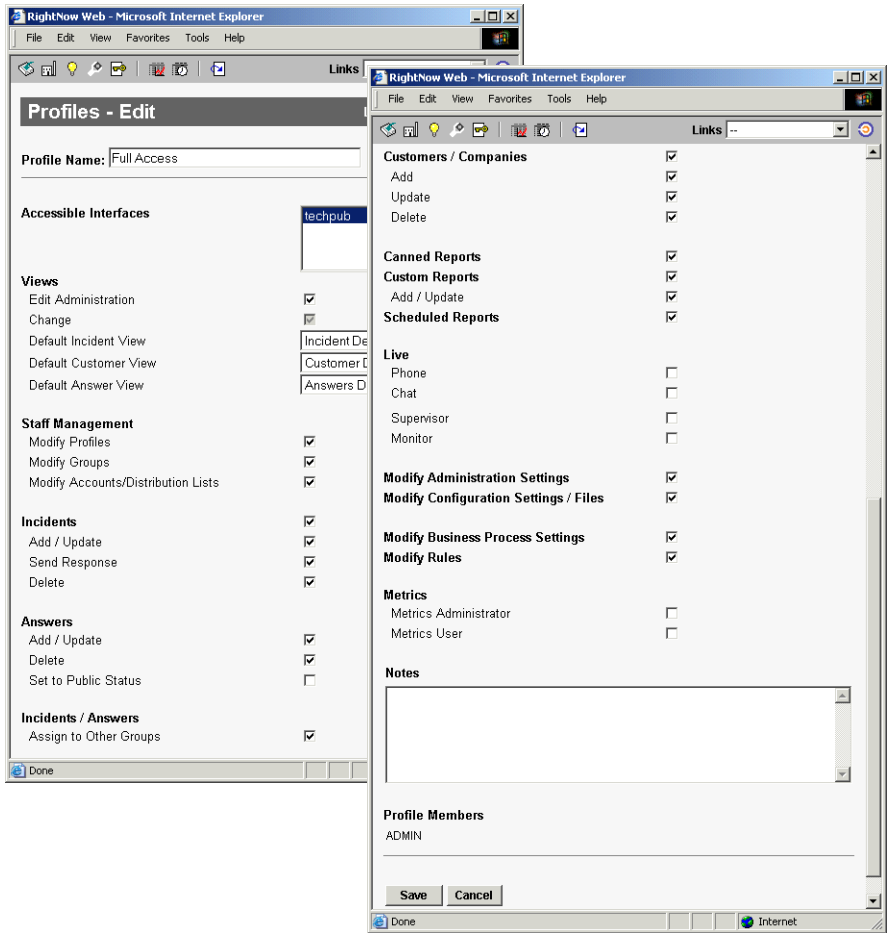 RightNow Web - Microsoft Internet Explorer
File Edit View Favorites Tools Help
Links
Profiles - Edit
Profile Name: Full Access
Accessible Interfaces
techpub
Views
Edit Administration
Change
Default Incident View Incident De
Default Customer View Customer D
Default Answer View Answers D
Staff Management
Modify Profiles
Modify Groups
Modify Accounts/Distribution Lists
Incidents
Add / Update
Send Response
Delete
Answers
Add / Update
Delete
Set to Public Status
Incidents / Answers
Assign to Other Groups
Done
RightNow Web - Microsoft Internet Explorer
File Edit View Favorites Tools Help
Links --
Customers / Companies
Add
Update
Delete
Canned Reports
Custom Reports
Add / Update
Scheduled Reports
Live
Phone
Chat
Supervisor
Monitor
Modify Administration Settings
Modify Configuration Settings / Files
Modify Business Process Settings
Modify Rules
Metrics
Metrics Administrator
Metrics User
Notes
Profile Members
ADMIN
Save Cancel
Done Internet